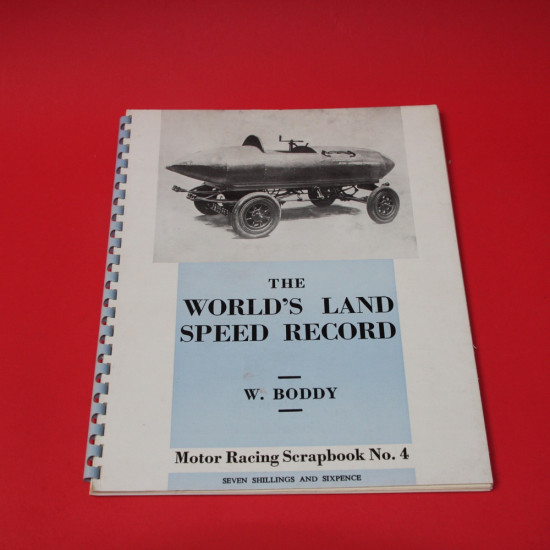 THE
WORLD'S LAND
SPEED RECORD
W. BODDY
Motor Racing Scrapbook No. 4
SEVEN SHILLINGS AND SIXPENCE